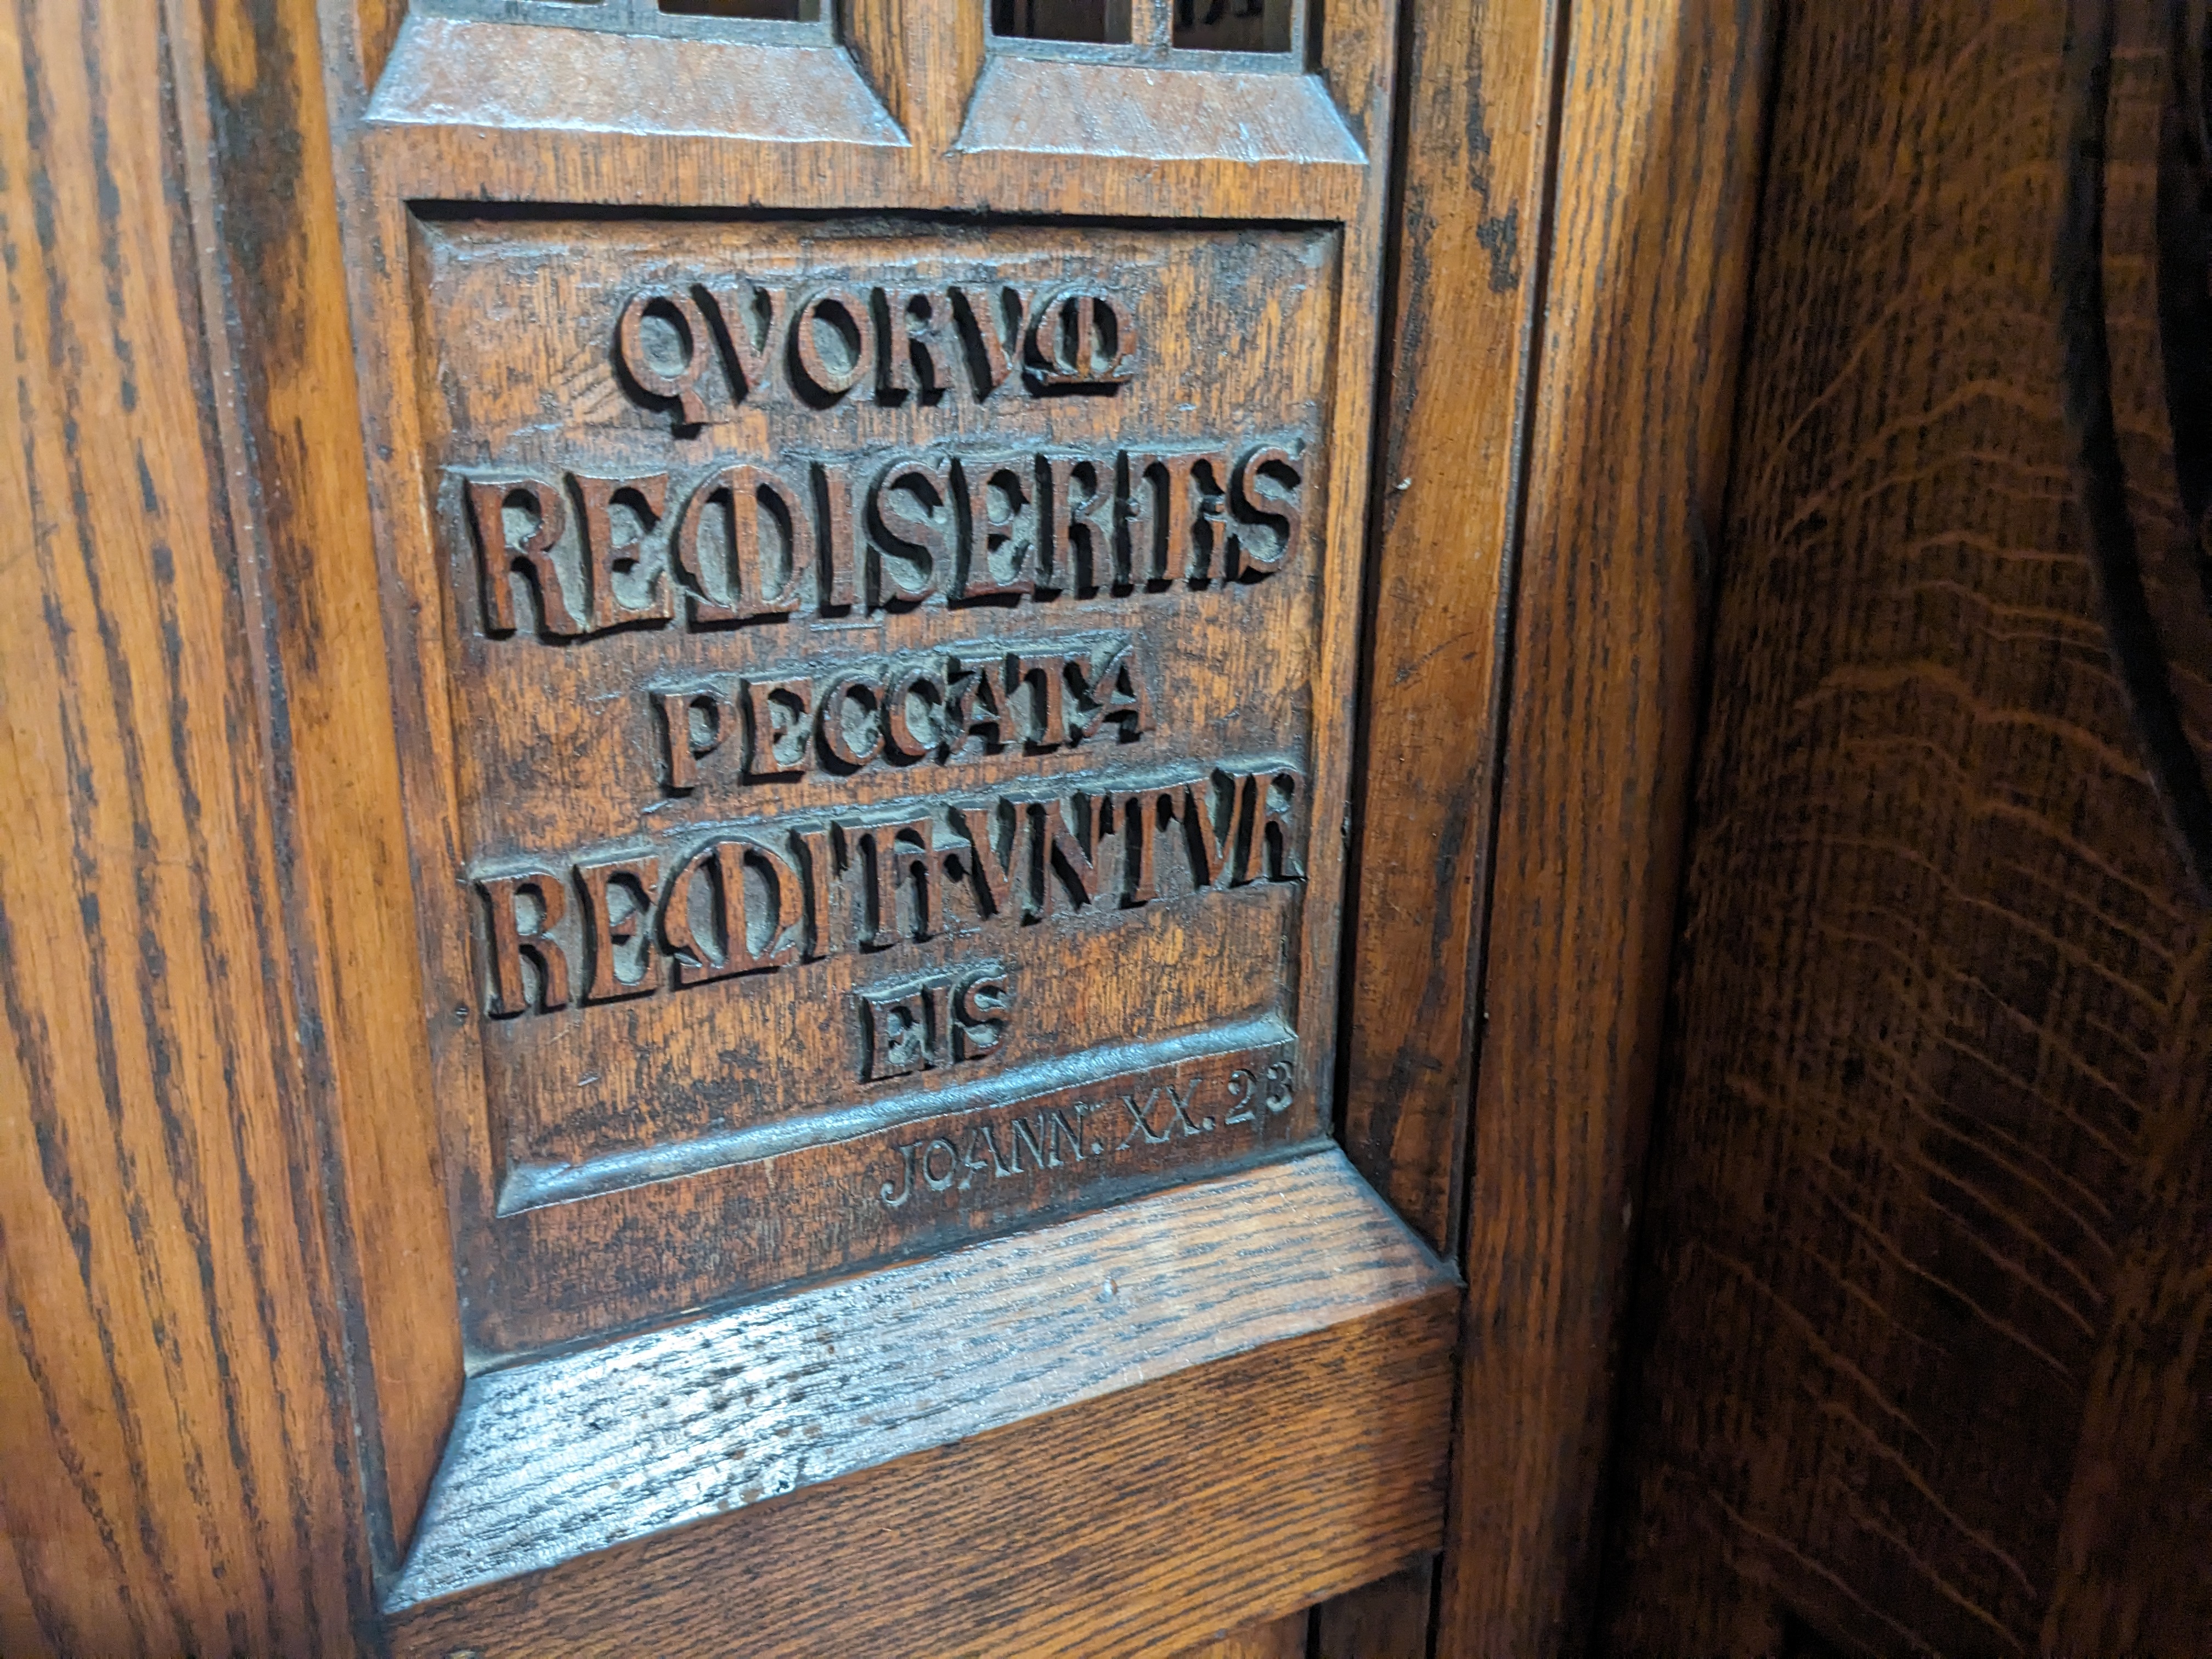 QVORVM
REMISERITIS
PECCATA
REMITTVNTVR
EIS
JOANN: XX. 23